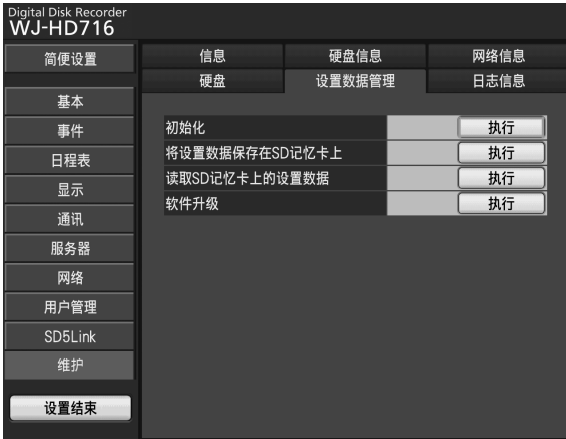 Digital Disk Recorder
WJ-HD716
简便设置
基本
事件
日程表
显示
通讯
服务器
网络
用户管理
SD5Link
维护
设置结束
信息 硬盘信息 网络信息
硬盘 设置数据管理 日志信息
初始化 执行
将设置数据保存在SD记忆卡上 执行
读取SD记忆卡上的设置数据 执行
软件升级 执行